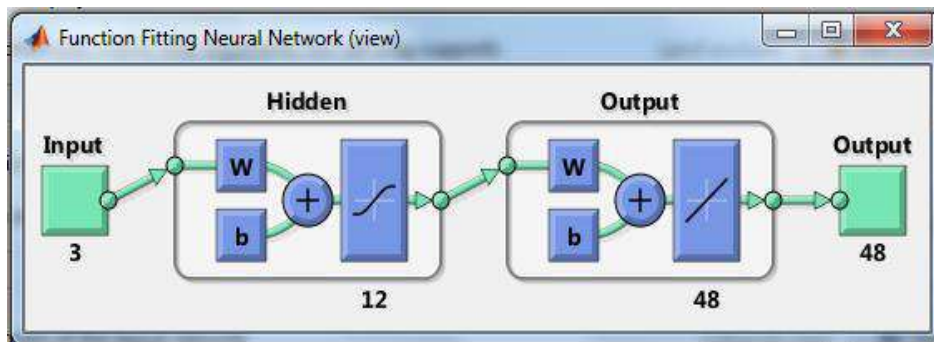 Function Fitting Neural Network (view)
Hidden
Output
Input
Output
W
W
+
+
b
b
3
48
12
48